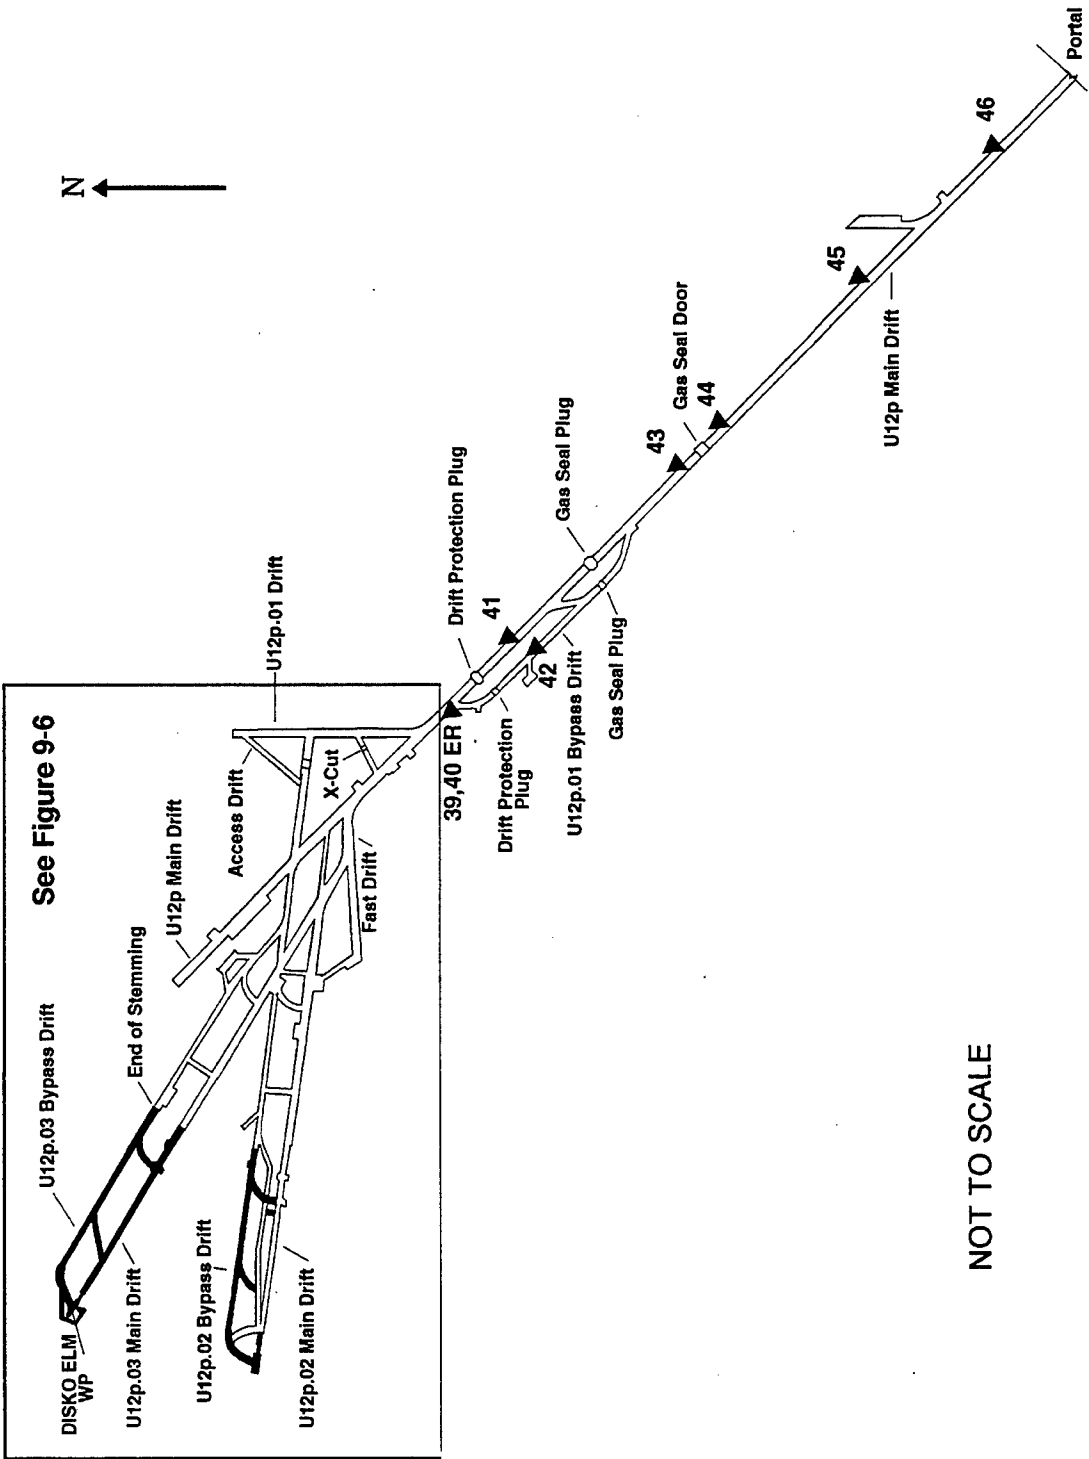 See Figure 9-6
N
U12p.03 Bypass Drift
End of Stemming
U12p Main Drift
Access Drift
U12p.01 Drift
X-Cut
Fast Drift
DISKO ELM
WP
U12p.03 Main Drift
U12p.02 Bypass Drift
U12p.02 Main Drift
39,40 ER
Drift Protection Plug
41
42
Drift Protection
Plug
U12p.01 Bypass Drift
Gas Seal Plug
Gas Seal Plug
43
Gas Seal Door
44
45
U12p Main Drift
46
Portal
NOT TO SCALE